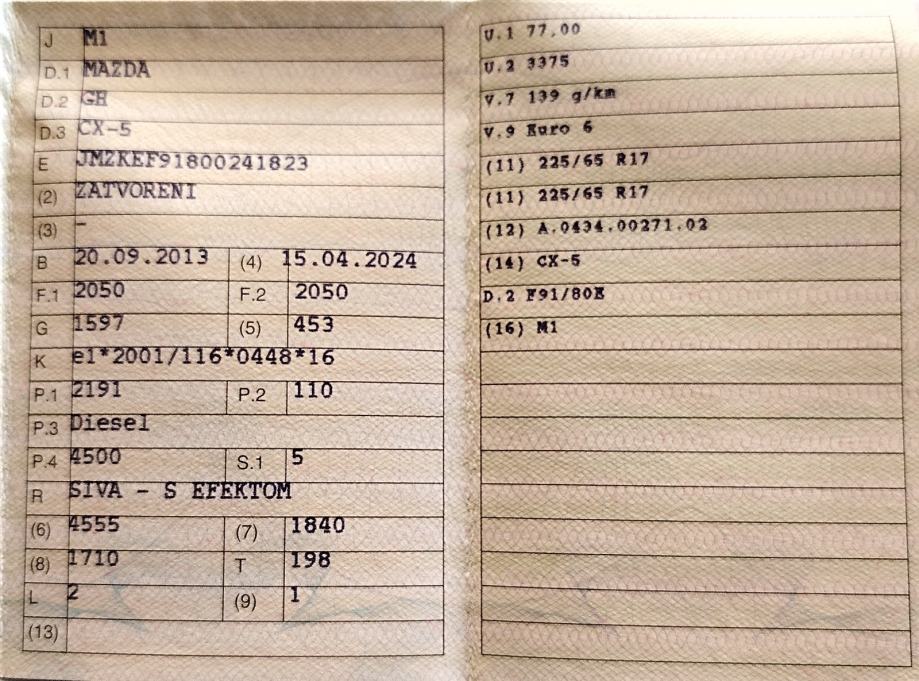 J M1
D.1 MAZDA
D.2 GH
D.3 CX-5
E JMZKEF91800241823
(2) ZATVORENI
(3) -
B 20.09.2013 (4) 15.04.2024
F.1 2050 F.2 2050
G 1597 (5) 453
K e1*2001/116*0448*16
P.1 2191 P.2 110
P.3 Diesel
P.4 4500 S.1 5
R SIVA - S EFEKTOM
(6) 4555 (7) 1840
(8) 1710 T 198
L 2 (9) 1
(13)
U.1 77,00
U.2 3375
V.7 139 g/km
V.9 Euro 6
(11) 225/65 R17
(11) 225/65 R17
(12) A.0434.00271.02
(14) CX-5
D.2 F91/80E
(16) M1